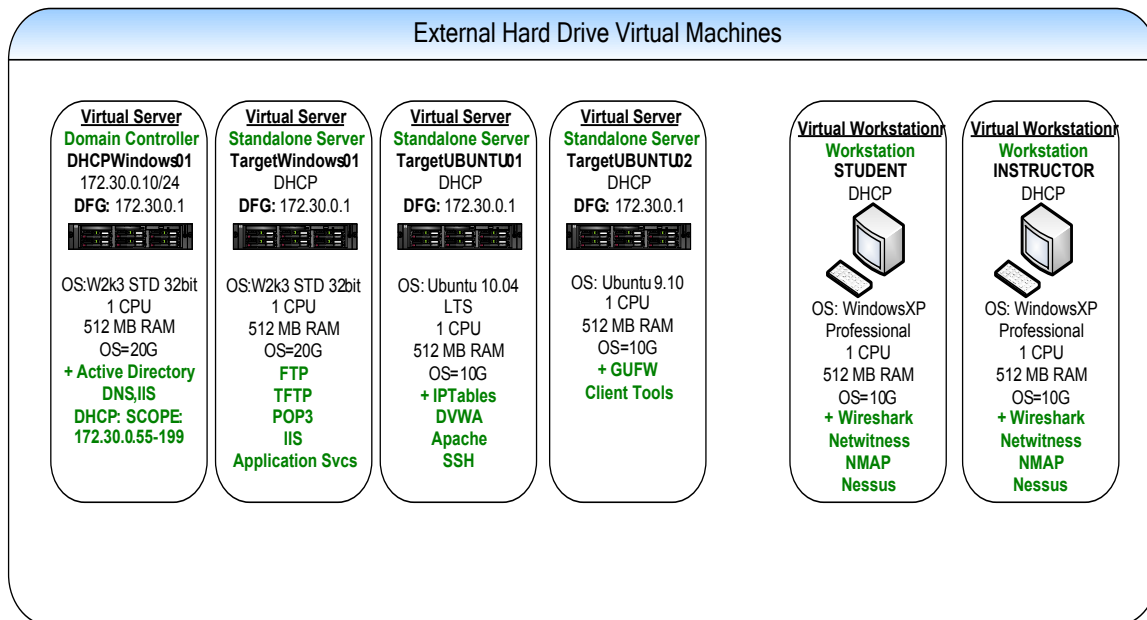 External Hard Drive Virtual Machines
Virtual Server
Domain Controller
DHCPWindows01
172.30.0.10/24
DFG: 172.30.0.1
OS:W2k3 STD 32bit
1 CPU
512 MB RAM
OS=20G
+ Active Directory
DNS,IIS
DHCP: SCOPE:
172.30.0.55-199
Virtual Server
Standalone Server
TargetWindows01
DHCP
DFG: 172.30.0.1
OS:W2k3 STD 32bit
1 CPU
512 MB RAM
OS=20G
FTP
TFTP
POP3
IIS
Application Svcs
Virtual Server
Standalone Server
TargetUBUNTU01
DHCP
DFG: 172.30.0.1
OS: Ubuntu 10.04
LTS
1 CPU
512 MB RAM
OS=10G
+ IPTables
DVWA
Apache
SSH
Virtual Server
Standalone Server
TargetUBUNTU02
DHCP
DFG: 172.30.0.1
OS: Ubuntu 9.10
1 CPU
512 MB RAM
OS=10G
+ GUFW
Client Tools
Virtual Workstationr
Workstation
STUDENT
DHCP
OS: WindowsXP
Professional
1 CPU
512 MB RAM
OS=10G
+ Wireshark
Netwitness
NMAP
Nessus
Virtual Workstationr
Workstation
INSTRUCTOR
DHCP
OS: WindowsXP
Professional
1 CPU
512 MB RAM
OS=10G
+ Wireshark
Netwitness
NMAP
Nessus